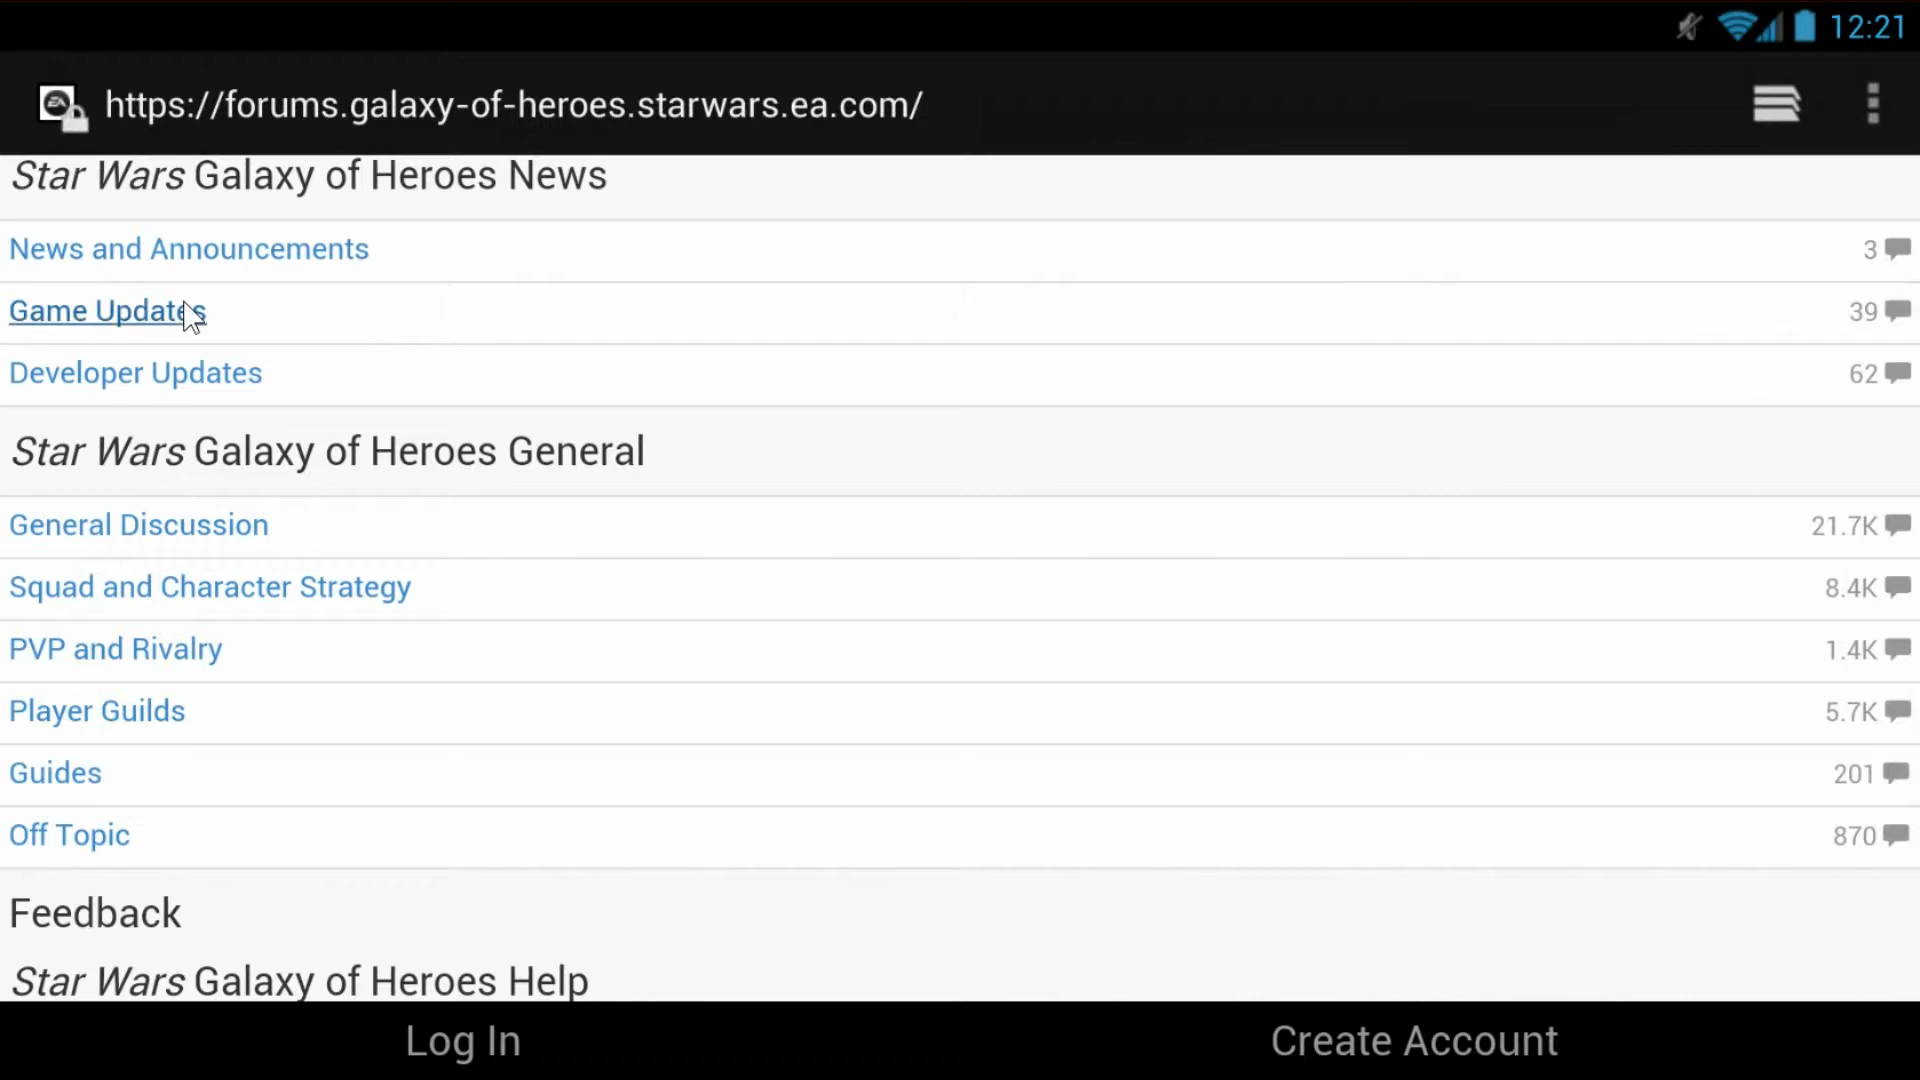 12:21
EA https://forums.galaxy-of-heroes.starwars.ea.com/
Star Wars Galaxy of Heroes News
News and Announcements 3
Game Updates 39
Developer Updates 62
Star Wars Galaxy of Heroes General
General Discussion 21.7K
Squad and Character Strategy 8.4K
PVP and Rivalry 1.4K
Player Guilds 5.7K
Guides 201
Off Topic 870
Feedback
Star Wars Galaxy of Heroes Help
Log In Create Account